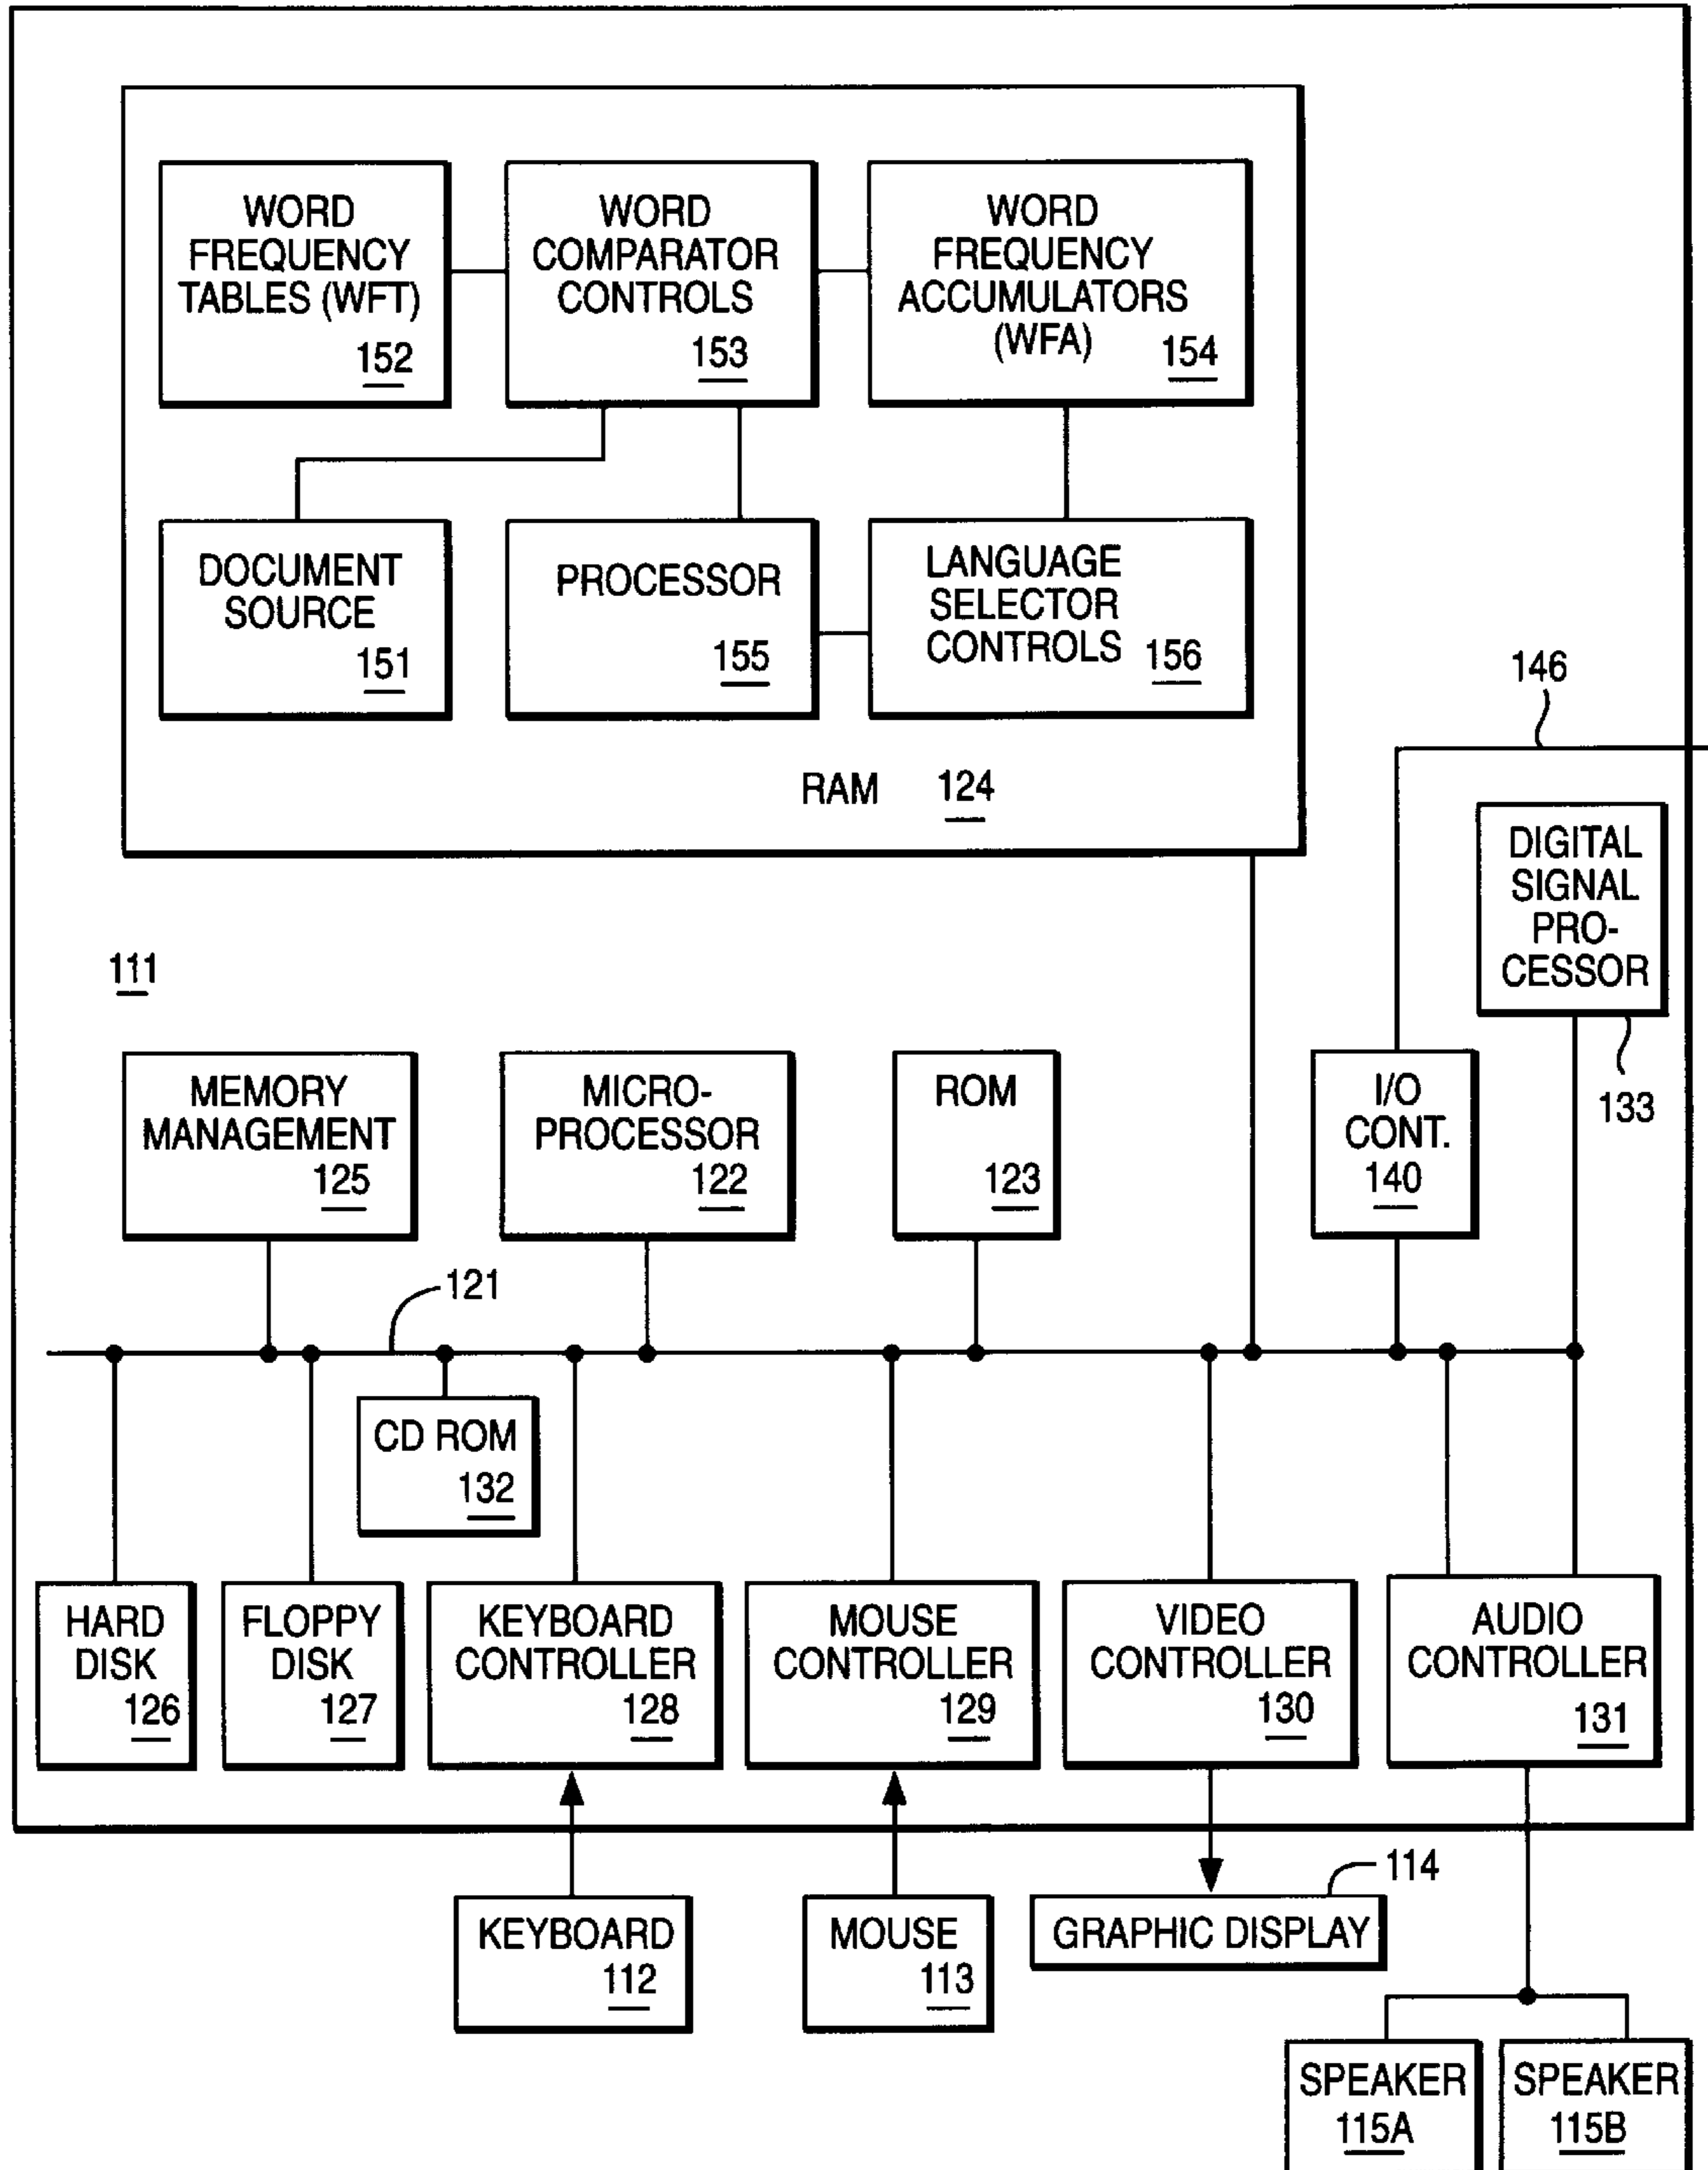 WORD
FREQUENCY
TABLES (WFT)
152
WORD
COMPARATOR
CONTROLS
153
WORD
FREQUENCY
ACCUMULATORS
(WFA)
154
DOCUMENT
SOURCE
151
PROCESSOR
155
LANGUAGE
SELECTOR
CONTROLS
156
RAM 124
146
DIGITAL
SIGNAL
PRO-
CESSOR
133
111
MEMORY
MANAGEMENT
125
MICRO-
PROCESSOR
122
ROM
123
I/O
CONT.
140
121
CD ROM
132
HARD
DISK
126
FLOPPY
DISK
127
KEYBOARD
CONTROLLER
128
MOUSE
CONTROLLER
129
VIDEO
CONTROLLER
130
AUDIO
CONTROLLER
131
KEYBOARD
112
MOUSE
113
114
GRAPHIC DISPLAY
SPEAKER
115A
SPEAKER
115B